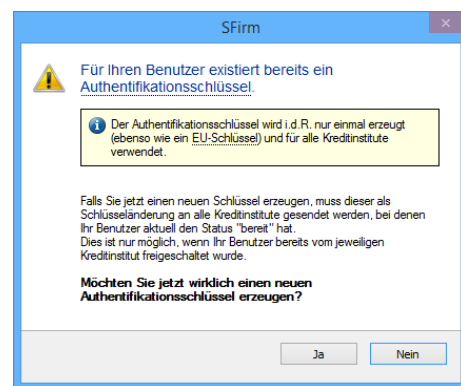 SFirm
Für Ihren Benutzer existiert bereits ein
Authentifikationsschlüssel.
Der Authentifikationsschlüssel wird i.d.R. nur einmal erzeugt
(ebenso wie ein EU-Schlüssel) und für alle Kreditinstitute
verwendet.
Falls Sie jetzt einen neuen Schlüssel erzeugen, muss dieser als
Schlüsseländerung an alle Kreditinstitute gesendet werden, bei denen
Ihr Benutzer aktuell den Status "bereit" hat.
Dies ist nur möglich, wenn Ihr Benutzer bereits vom jeweiligen
Kreditinstitut freigeschaltet wurde.
Möchten Sie jetzt wirklich einen neuen
Authentifikationsschlüssel erzeugen?
Ja Nein